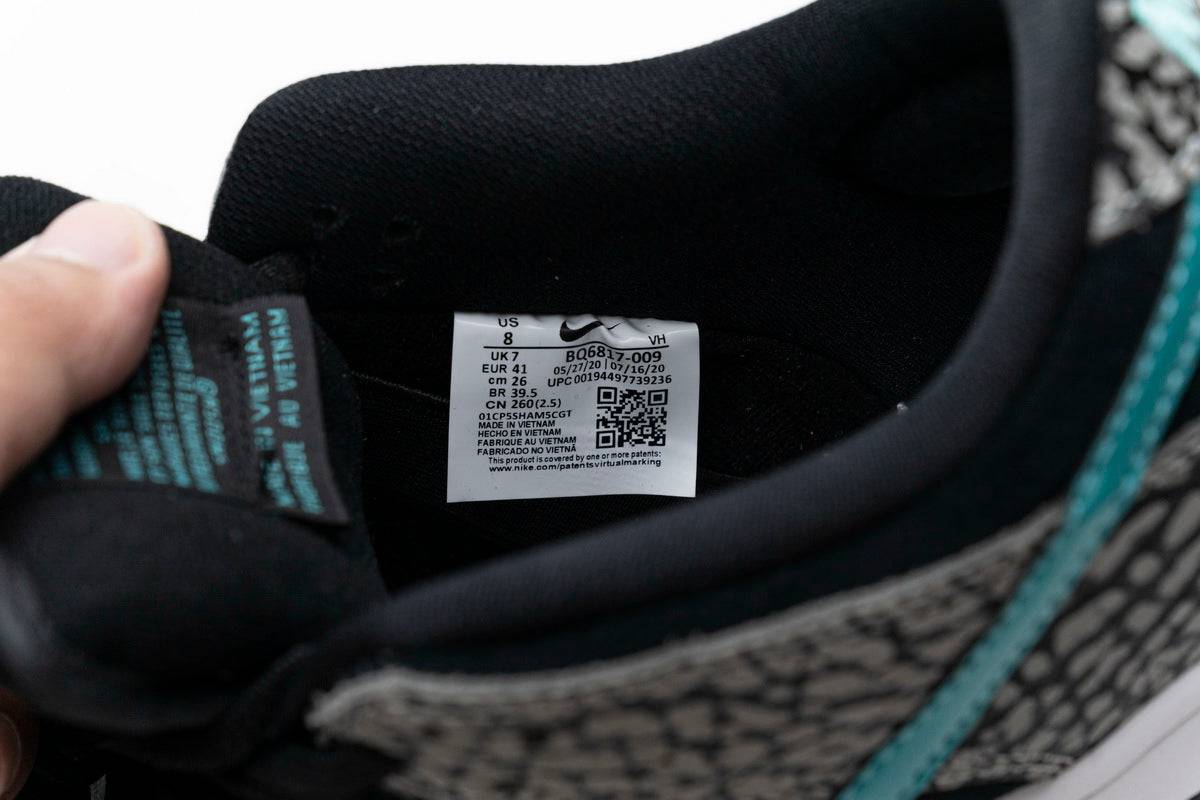 US
8
VH
UK 7
BQ6817-009
EUR 41
05/27/20 | 07/16/20
cm 26
UPC 00194497739236
BR 39.5
CN 260(2.5)
01CP5SHAM5CGT
MADE IN VIETNAM
HECHO EN VIETNAM
FABRIQUE AU VIETNAM
FABRICADO NO VIETNÃ
This product is covered by one or more patents:
www.nike.com/patentsvirtualmarking
VIETNAM
AU VIETNAM